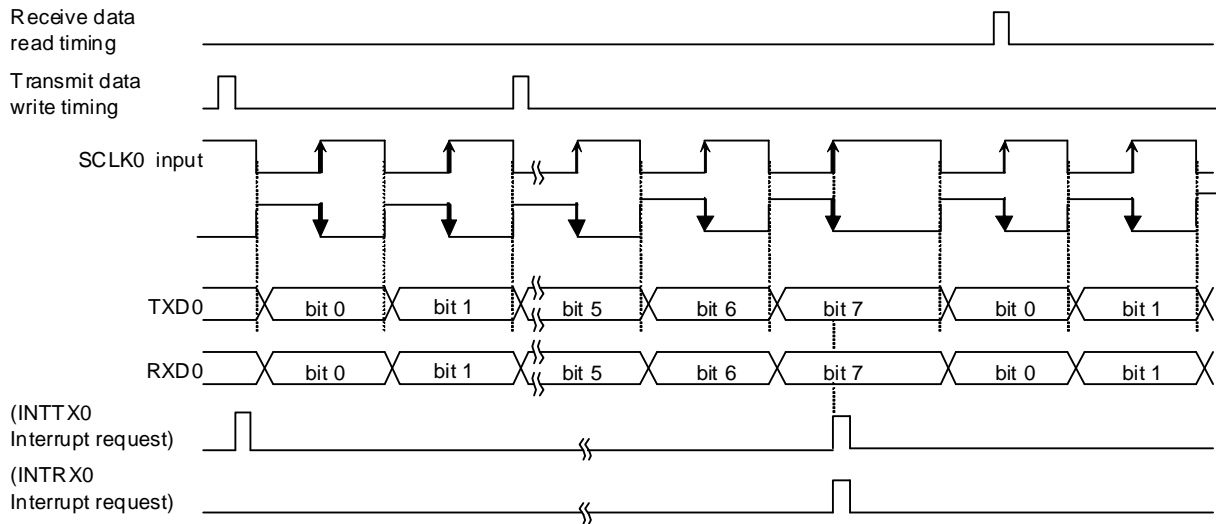 Receive data
read timing
Transmit data
write timing
SCLK0 input
TXD0 bit 0 bit 1 bit 5 bit 6 bit 7 bit 0 bit 1
RXD0 bit 0 bit 1 bit 5 bit 6 bit 7 bit 0 bit 1
(INTTX0
Interrupt request)
(INTRX0
Interrupt request)